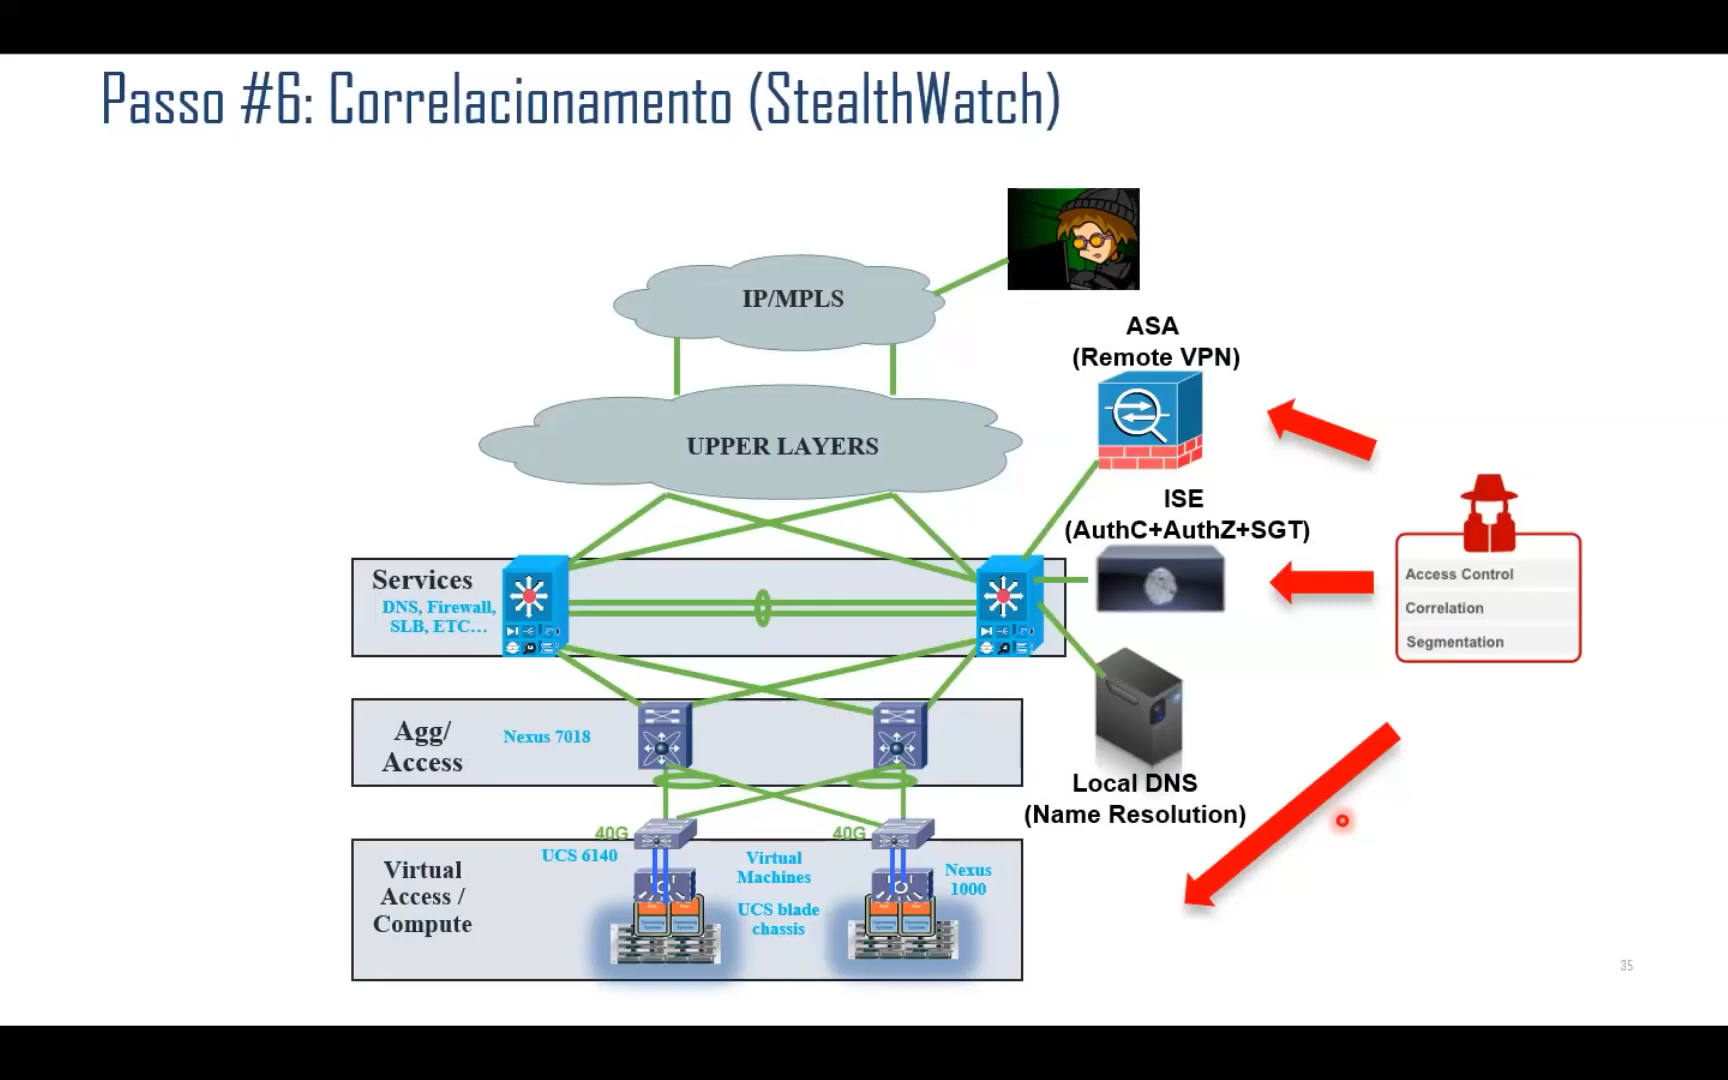 Passo #6: Correlacionamento (StealthWatch)
IP/MPLS
ASA
(Remote VPN)
UPPER LAYERS
ISE
(AuthC+AuthZ+SGT)
Services
DNS, Firewall,
SLB, ETC…
Access Control
Correlation
Segmentation
Agg/
Access
Nexus 7018
Local DNS
(Name Resolution)
40G
40G
UCS 6140
Virtual
Machines
Nexus
1000
Virtual
Access /
Compute
UCS blade
chassis
35